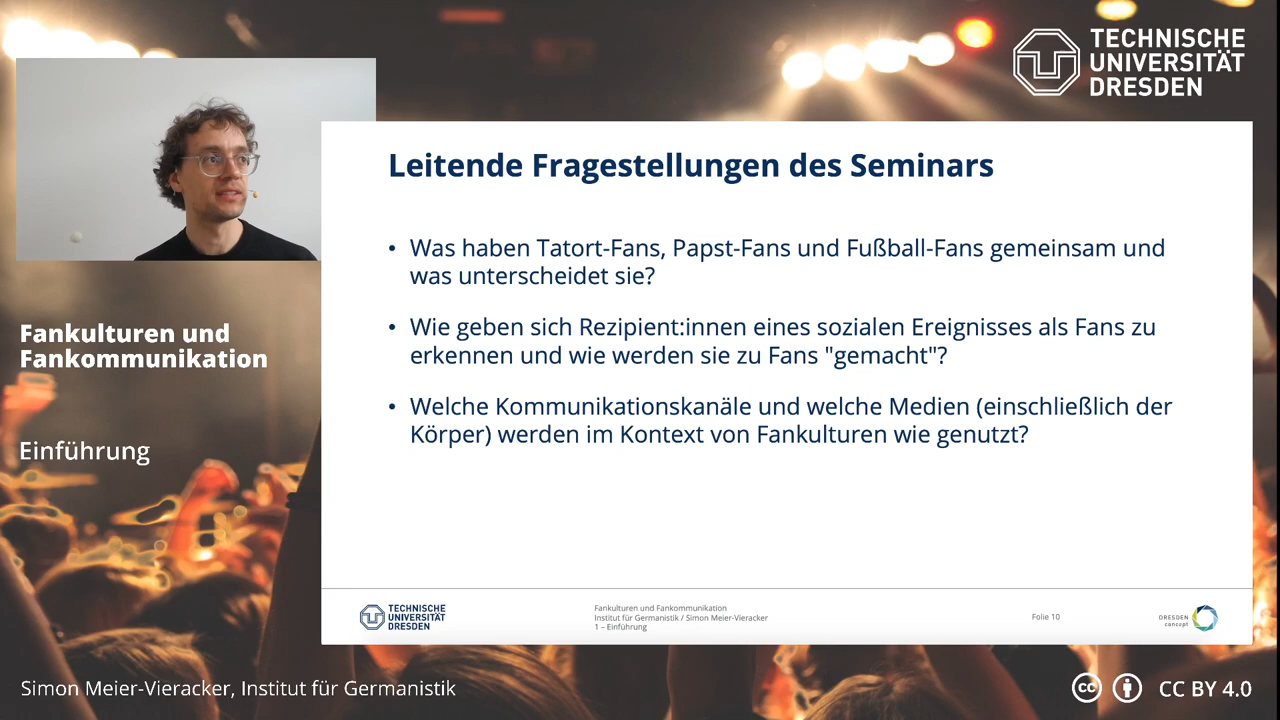 TECHNISCHE
UNIVERSITÄT
DRESDEN
Leitende Fragestellungen des Seminars
• Was haben Tatort-Fans, Papst-Fans und Fußball-Fans gemeinsam und
was unterscheidet sie?
• Wie geben sich Rezipient:innen eines sozialen Ereignisses als Fans zu
erkennen und wie werden sie zu Fans "gemacht"?
• Welche Kommunikationskanäle und welche Medien (einschließlich der
Körper) werden im Kontext von Fankulturen wie genutzt?
Fankulturen und
Fankommunikation
Einführung
TECHNISCHE
UNIVERSITÄT
DRESDEN
Fankulturen und Fankommunikation
Institut für Germanistik / Simon Meier-Vieracker
1 – Einführung
Folie 10
DRESDEN
concept
Simon Meier-Vieracker, Institut für Germanistik
cc
CC BY 4.0